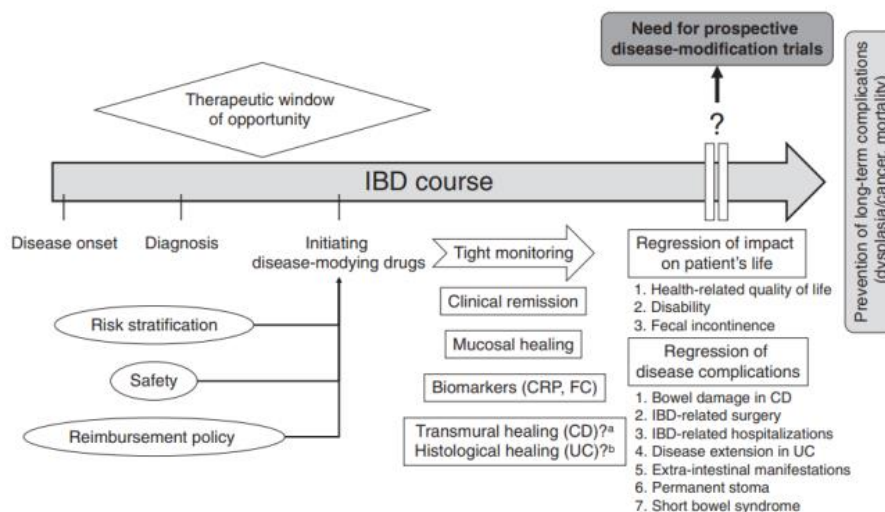 Need for prospective
disease-modification trials
Therapeutic window
of opportunity
?
IBD course
Prevention of long-term complications
(dysplasia/cancer, mortality)
Disease onset
Diagnosis
Initiating
disease-modying drugs
Tight monitoring
Regression of impact
on patient's life
1. Health-related quality of life
2. Disability
3. Fecal incontinence
Clinical remission
Risk stratification
Mucosal healing
Regression of
disease complications
Safety
Biomarkers (CRP, FC)
1. Bowel damage in CD
2. IBD-related surgery
3. IBD-related hospitalizations
4. Disease extension in UC
5. Extra-intestinal manifestations
6. Permanent stoma
7. Short bowel syndrome
Reimbursement policy
Transmural healing (CD)?ᵃ
Histological healing (UC)?ᵇ